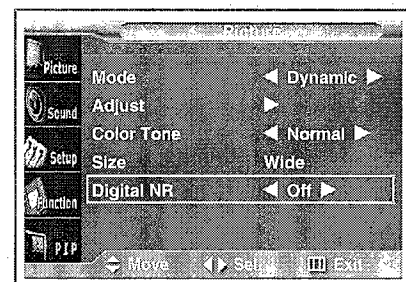 Picture
Picture
Mode ◀ Dynamic ▶
Sound
Adjust ▶
Color Tone ◀ Normal ▶
Setup
Size Wide
Function
Digital NR ◀ Off ▶
PIP
Move Sel. Exit